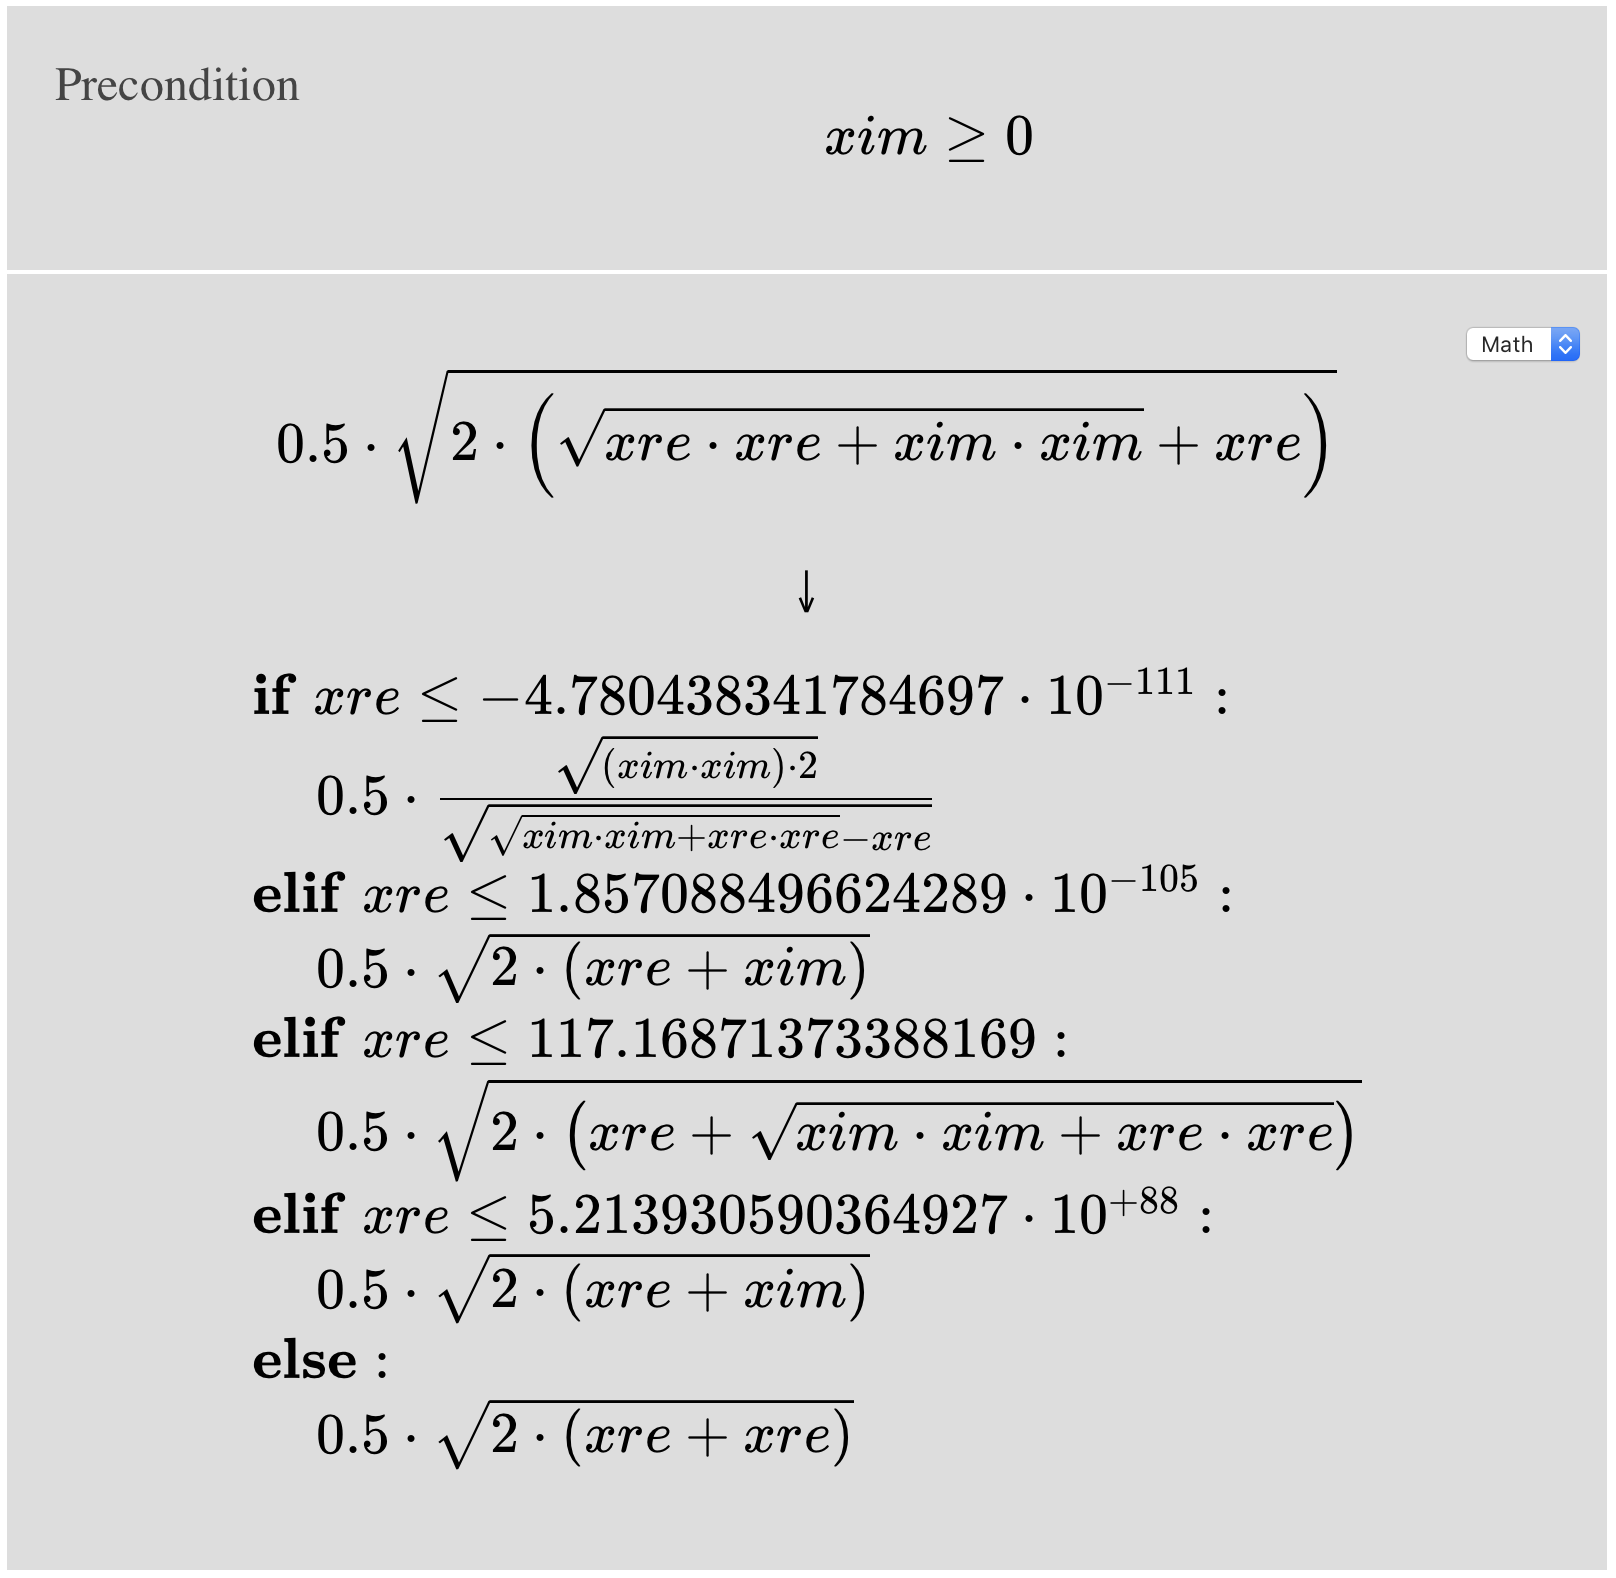 Precondition
xim ≥ 0
Math
0.5 · √(2 · (√(xre · xre + xim · xim) + xre))
↓
if xre ≤ −4.780438341784697 · 10^−111 :
0.5 · √((xim·xim)·2) / √(√(xim·xim+xre·xre)−xre)
elif xre ≤ 1.857088496624289 · 10^−105 :
0.5 · √(2 · (xre + xim))
elif xre ≤ 117.16871373388169 :
0.5 · √(2 · (xre + √(xim · xim + xre · xre)))
elif xre ≤ 5.213930590364927 · 10^+88 :
0.5 · √(2 · (xre + xim))
else :
0.5 · √(2 · (xre + xre))